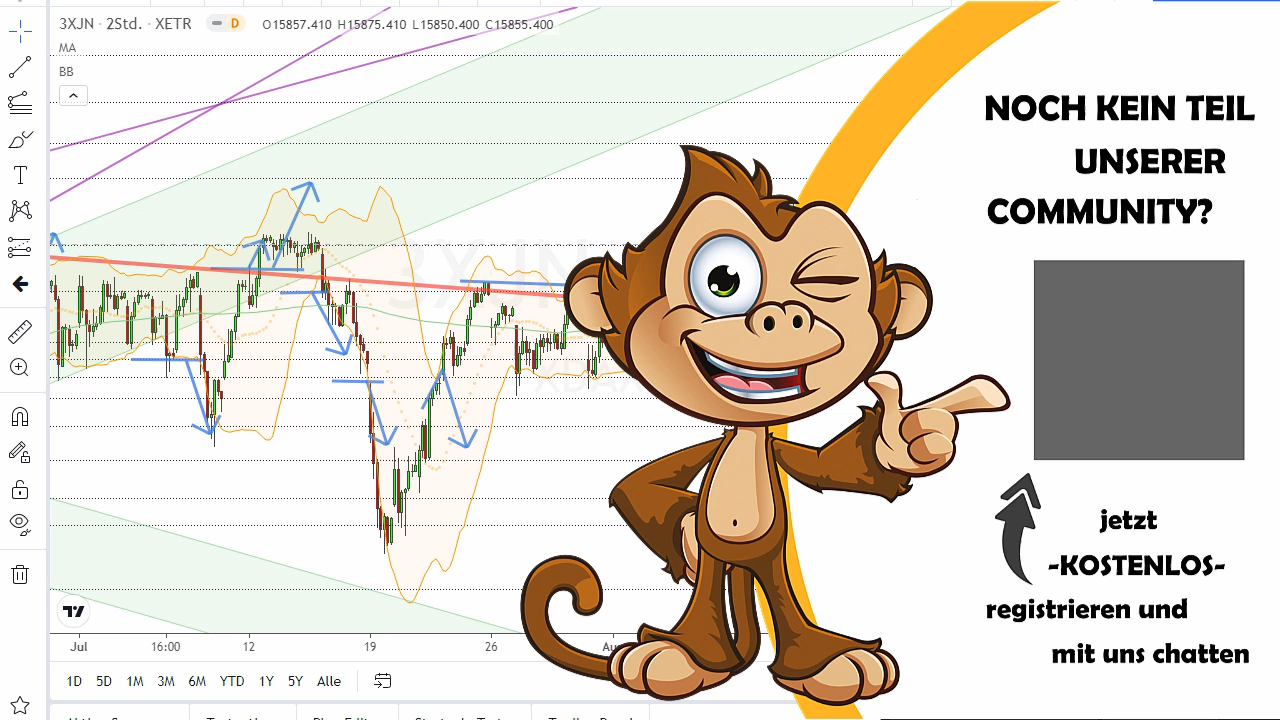 3XJN · 2Std. · XETR D O15857.410 H15875.410 L15850.400 C15855.400
MA
BB
NOCH KEIN TEIL
UNSERER
COMMUNITY?
3XJN
XDAX
jetzt
-KOSTENLOS-
registrieren und
mit uns chatten
Jul 16:00 12 19 26
1D 5D 1M 3M 6M YTD 1Y 5Y Alle